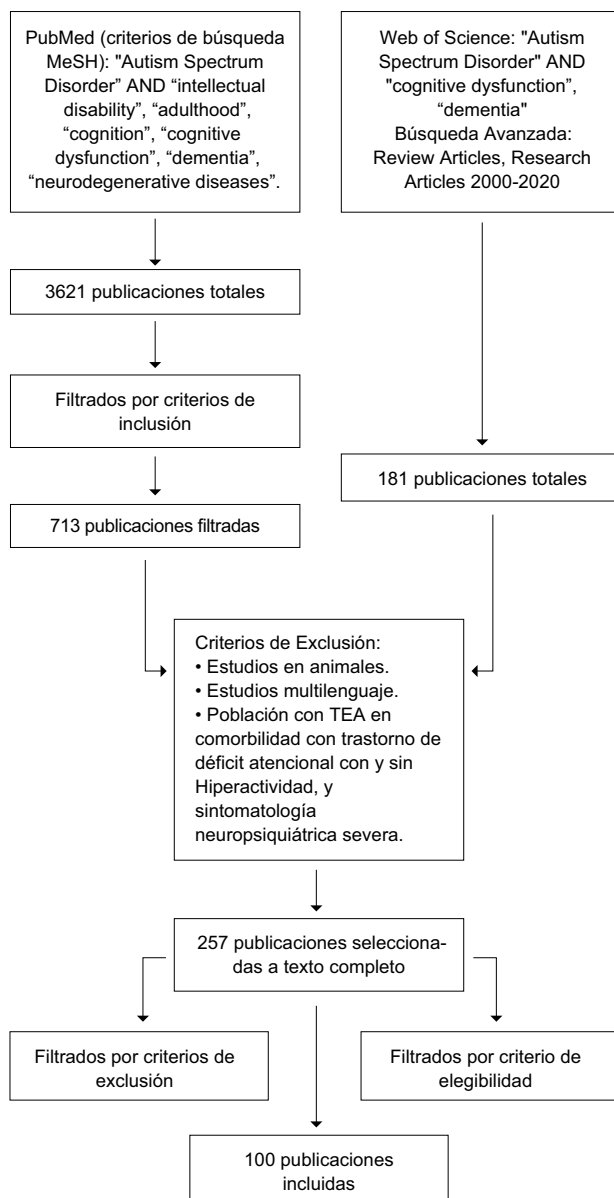 PubMed (criterios de búsqueda
MeSH): "Autism Spectrum
Disorder” AND “intellectual
disability”, “adulthood”,
“cognition”, “cognitive
dysfunction”, “dementia”,
“neurodegenerative diseases”.
Web of Science: "Autism
Spectrum Disorder" AND
"cognitive dysfunction”,
“dementia"
Búsqueda Avanzada:
Review Articles, Research
Articles 2000-2020
3621 publicaciones totales
Filtrados por criterios de
inclusión
181 publicaciones totales
713 publicaciones filtradas
Criterios de Exclusión:
• Estudios en animales.
• Estudios multilenguaje.
• Población con TEA en
comorbilidad con trastorno de
déficit atencional con y sin
Hiperactividad, y
sintomatología
neuropsiquiátrica severa.
257 publicaciones selecciona-
das a texto completo
Filtrados por criterios de
exclusión
Filtrados por criterio de
elegibilidad
100 publicaciones
incluidas